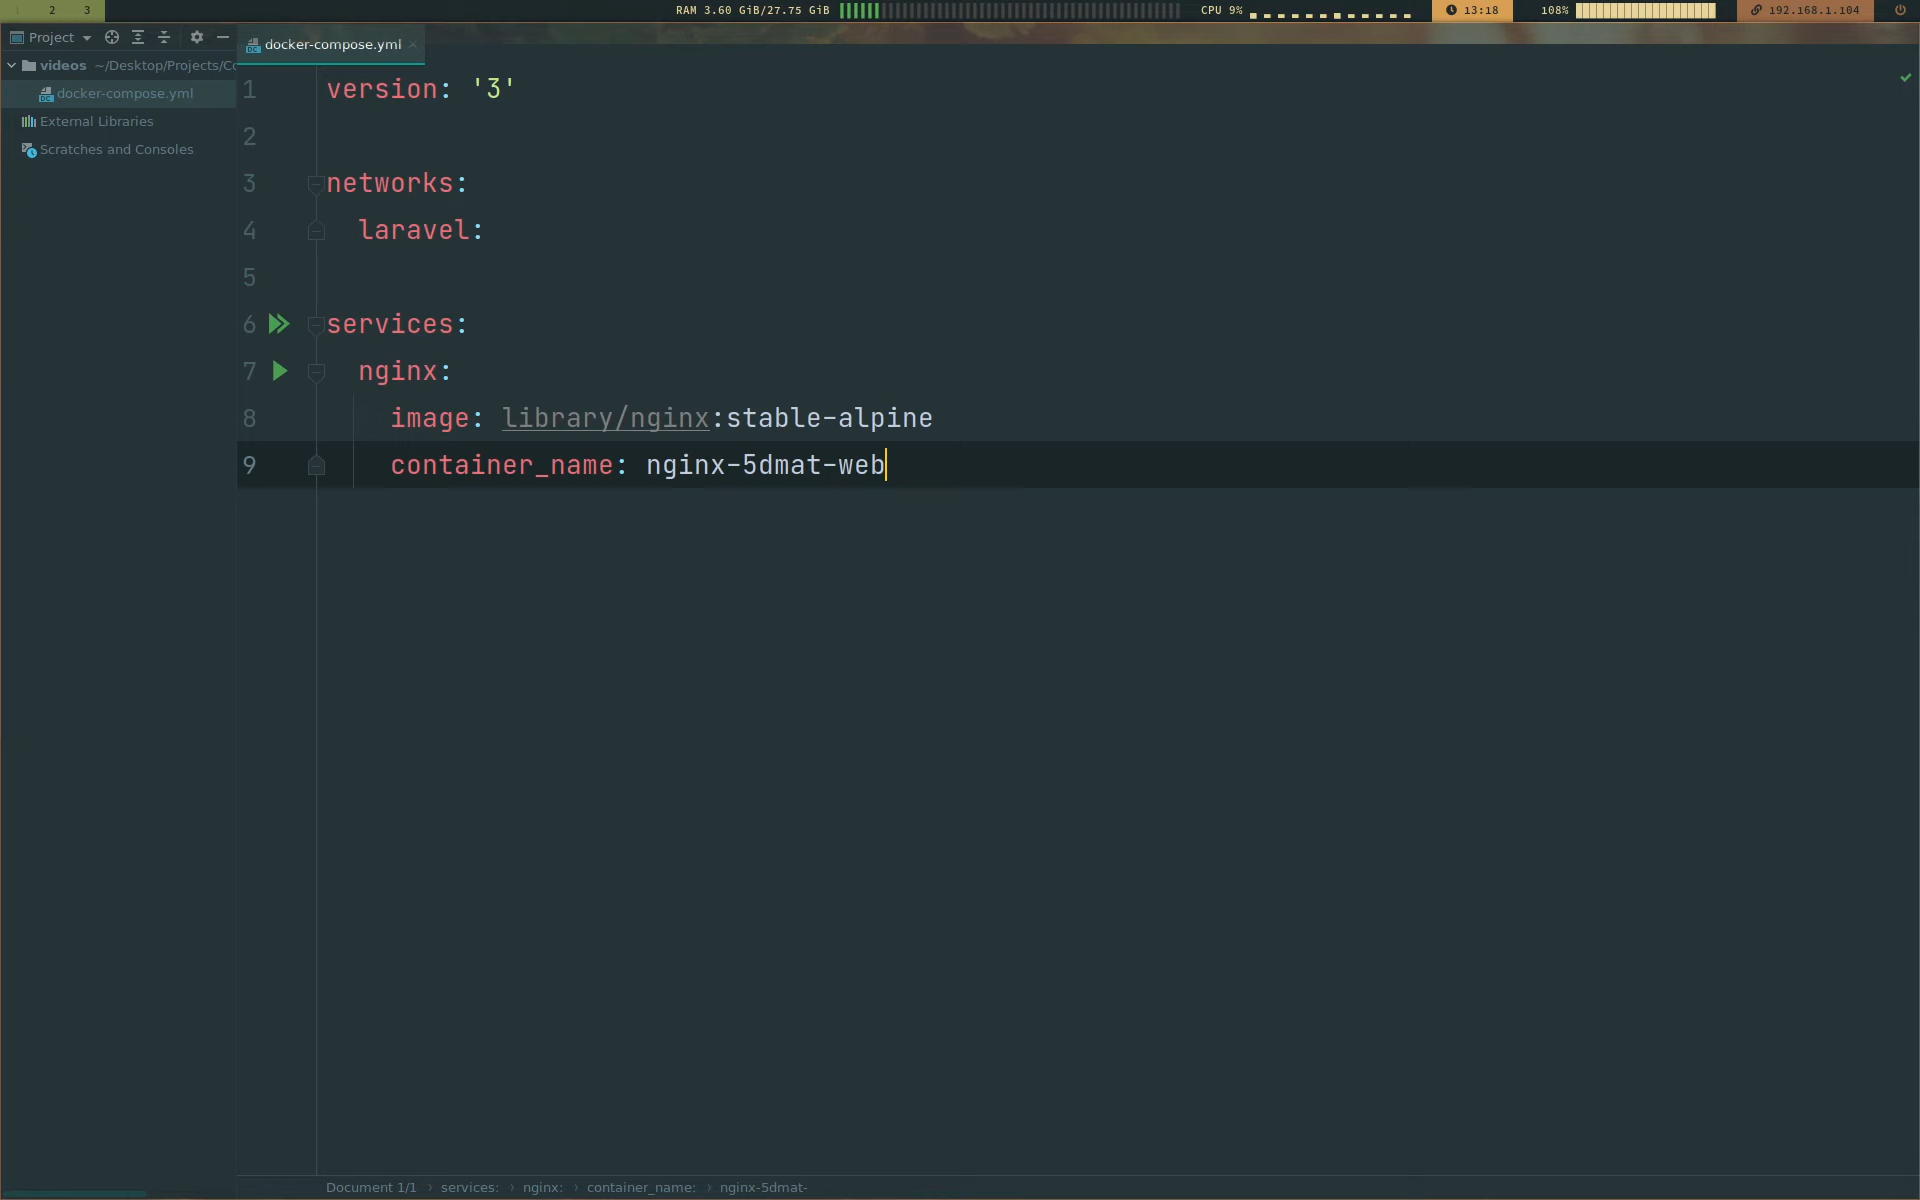 1 2 3 RAM 3.60 GiB/27.75 GiB CPU 9% 13:18 108% 192.168.1.104
Project
docker-compose.yml
videos ~/Desktop/Projects/Co
docker-compose.yml
External Libraries
Scratches and Consoles
1 version: '3'
2
3 networks:
4 laravel:
5
6 services:
7 nginx:
8 image: library/nginx:stable-alpine
9 container_name: nginx-5dmat-web
Document 1/1 › services: › nginx: › container_name: › nginx-5dmat-